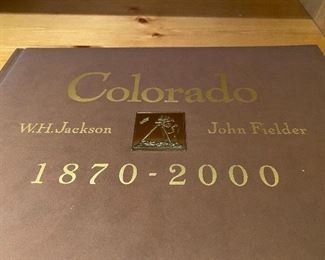 Colorado
W.H. Jackson John Fielder
1870-2000